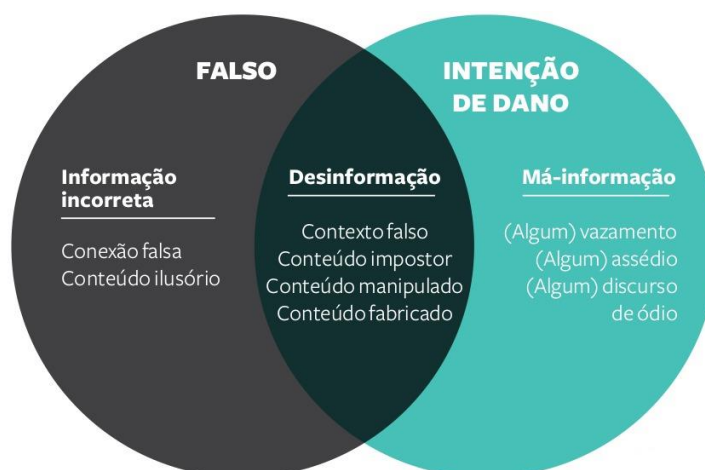 FALSO
INTENÇÃO
DE DANO
Informação
incorreta
Conexão falsa
Conteúdo ilusório
Desinformação
Contexto falso
Conteúdo impostor
Conteúdo manipulado
Conteúdo fabricado
Má-informação
(Algum) vazamento
(Algum) assédio
(Algum) discurso
de ódio